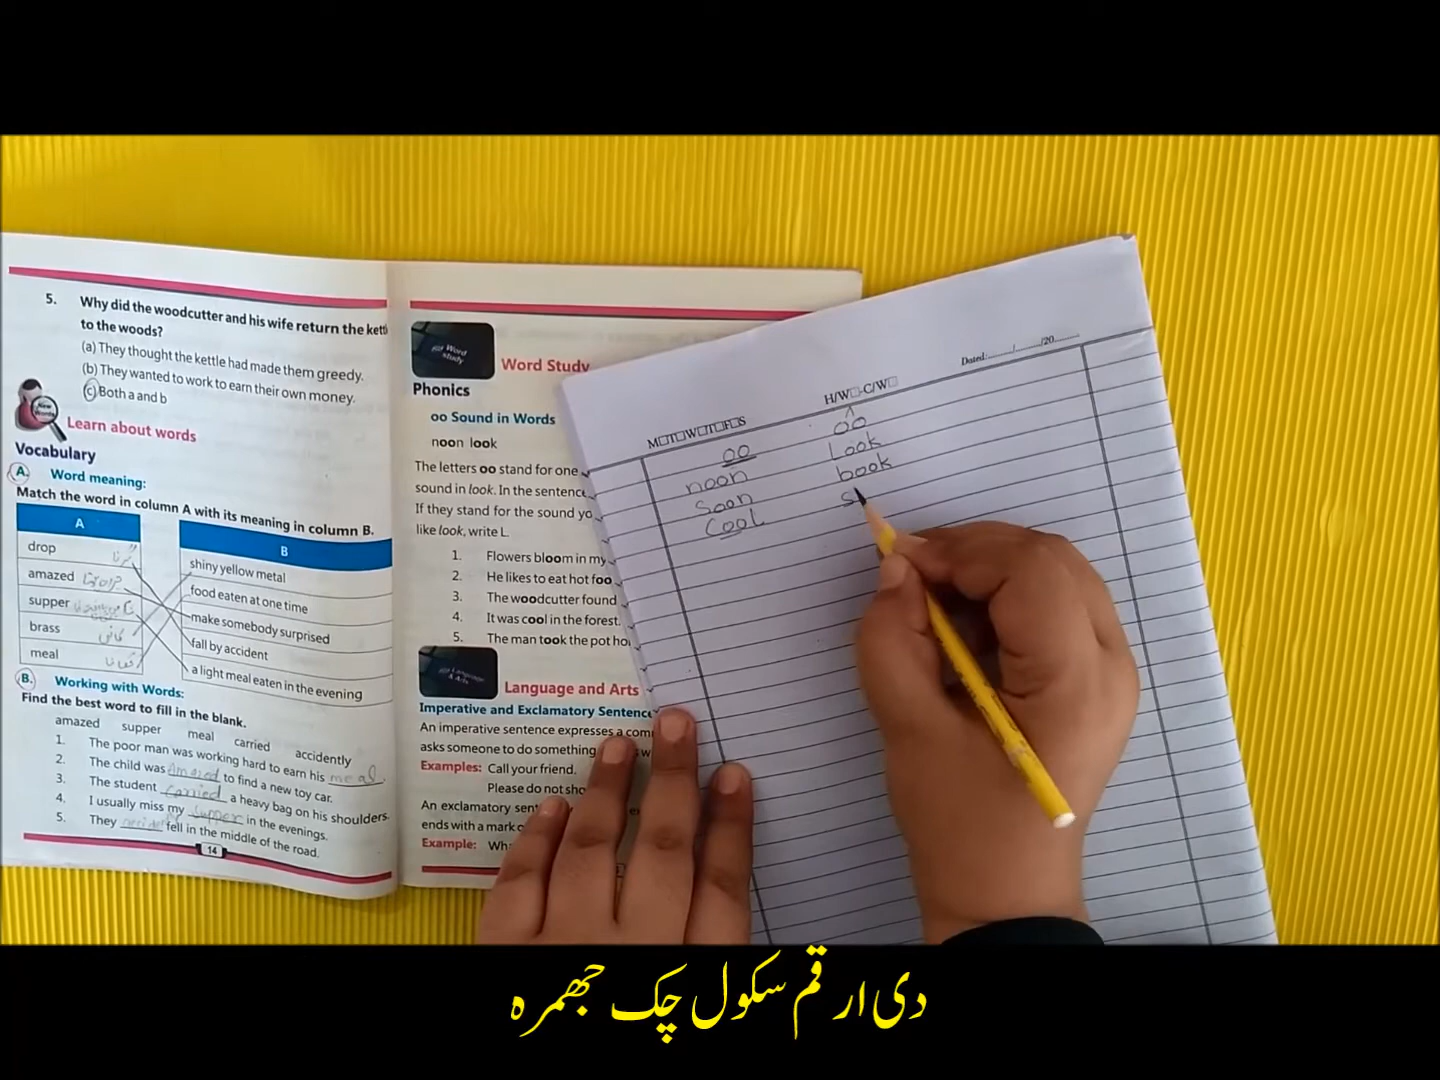 5. Why did the woodcutter and his wife return the kett
to the woods?
(a) They thought the kettle had made them greedy.
(b) They wanted to work to earn their own money.
(c) Both a and b
New Words
Learn about words
Vocabulary
A. Word meaning:
Match the word in column A with its meaning in column B.
A
drop
amazed
supper
brass
meal
B
shiny yellow metal
food eaten at one time
make somebody surprised
fall by accident
a light meal eaten in the evening
B. Working with Words:
Find the best word to fill in the blank.
amazed supper meal carried accidently
1. The poor man was working hard to earn his meal.
2. The child was amazed to find a new toy car.
3. The student carried a heavy bag on his shoulders.
4. I usually miss my supper in the evenings.
5. They fell in the middle of the road.
14
Word Study
Word Study
Phonics
oo Sound in Words
noon look
The letters oo stand for one
sound in look. In the sentence
If they stand for the sound yo
like look, write L.
1. Flowers bloom in my
2. He likes to eat hot foo
3. The woodcutter found
4. It was cool in the forest.
5. The man took the pot ho
Language and Arts
Imperative and Exclamatory Sentence
An imperative sentence expresses a com
asks someone to do something
Examples: Call your friend.
Please do not sho
An exclamatory sent
ends with a mark o
Example: Wh
M□T□W□T□F□S
H/W□-C/W□
Dated:....../....../20......
oo
noon
Soon
Cool
oo
Look
book
S
دی ارقم سکول چک جھمرہ